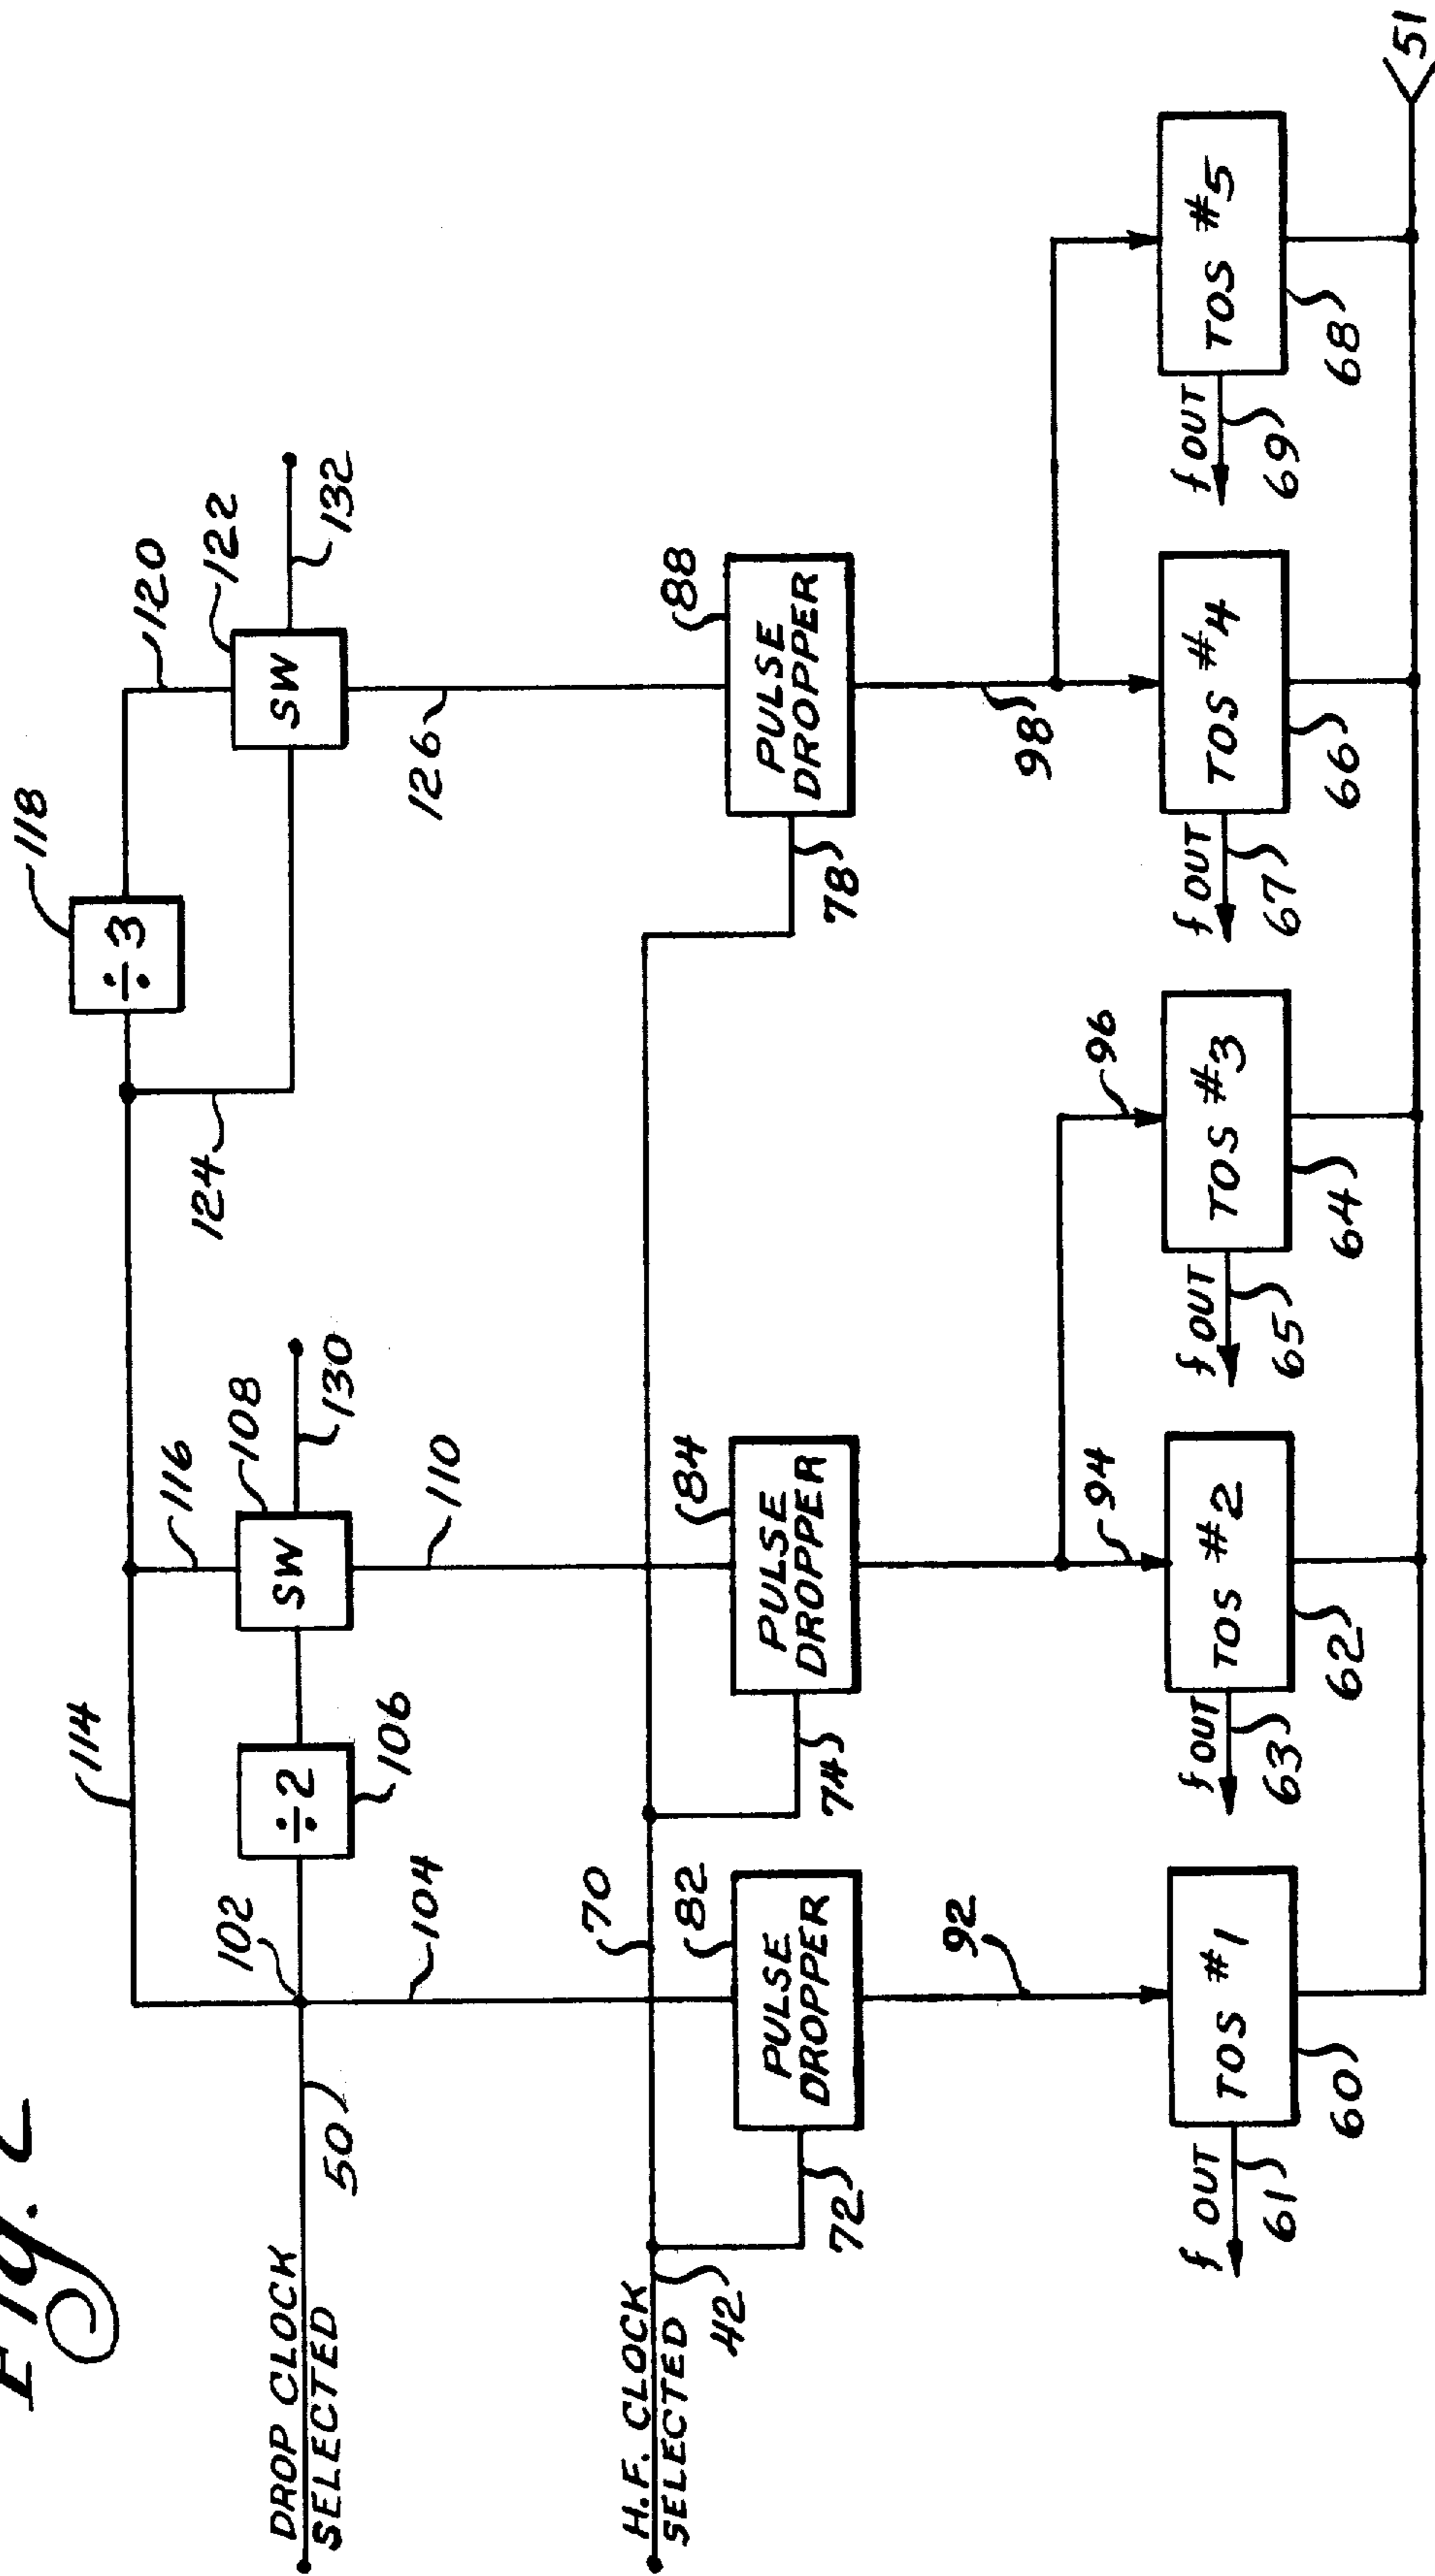 Fig. 2
118
120
122
114
116
108
124
132
102
106
130
DROP CLOCK
SELECTED
50
÷3
SW
÷2
SW
104
110
126
H.F. CLOCK
SELECTED
42
70
72
82
PULSE
DROPPER
74
84
PULSE
DROPPER
78
88
PULSE
DROPPER
92
94
96
98
f OUT
61
TOS #1
60
f OUT
63
TOS #2
62
f OUT
65
TOS #3
64
f OUT
67
TOS #4
66
f OUT
69
TOS #5
68
51